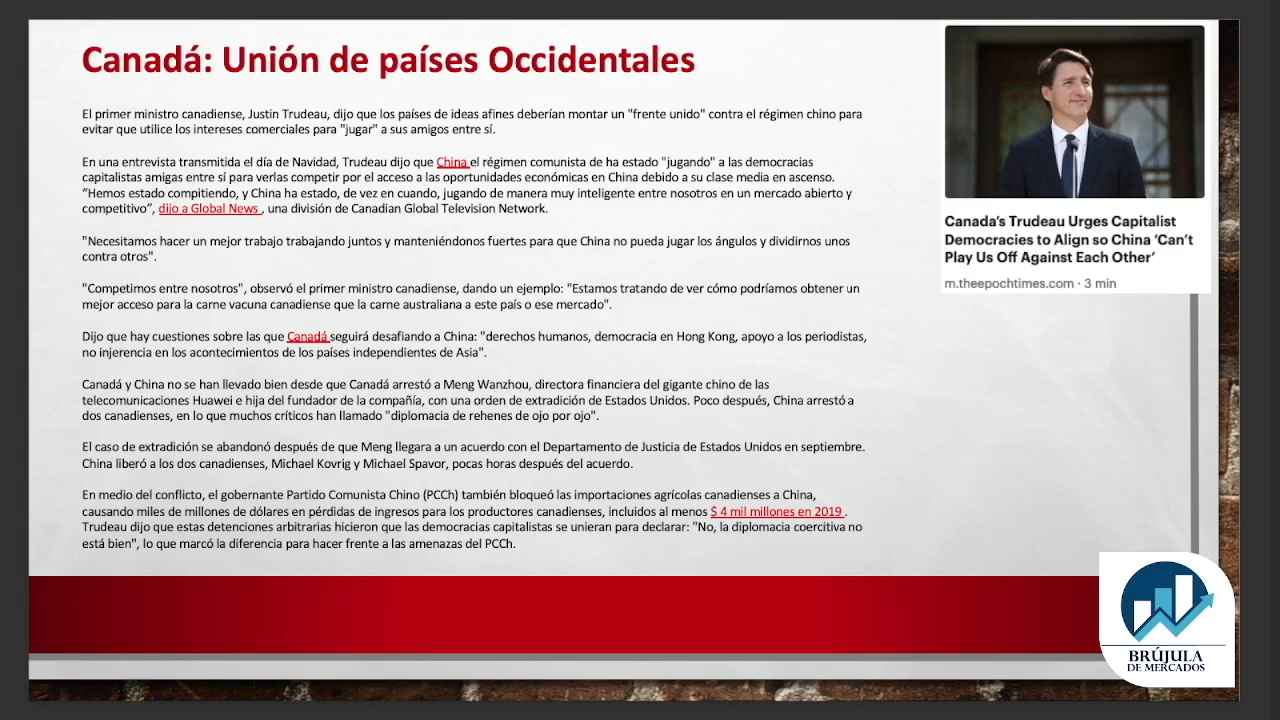 Canadá: Unión de países Occidentales
El primer ministro canadiense, Justin Trudeau, dijo que los países de ideas afines deberían montar un "frente unido" contra el régimen chino para
evitar que utilice los intereses comerciales para "jugar" a sus amigos entre sí.
En una entrevista transmitida el día de Navidad, Trudeau dijo que China el régimen comunista de ha estado "jugando" a las democracias
capitalistas amigas entre sí para verlas competir por el acceso a las oportunidades económicas en China debido a su clase media en ascenso.
“Hemos estado compitiendo, y China ha estado, de vez en cuando, jugando de manera muy inteligente entre nosotros en un mercado abierto y
competitivo”, dijo a Global News , una división de Canadian Global Television Network.
"Necesitamos hacer un mejor trabajo trabajando juntos y manteniéndonos fuertes para que China no pueda jugar los ángulos y dividirnos unos
contra otros".
"Competimos entre nosotros", observó el primer ministro canadiense, dando un ejemplo: "Estamos tratando de ver cómo podríamos obtener un
mejor acceso para la carne vacuna canadiense que la carne australiana a este país o ese mercado".
Dijo que hay cuestiones sobre las que Canadá seguirá desafiando a China: "derechos humanos, democracia en Hong Kong, apoyo a los periodistas,
no injerencia en los acontecimientos de los países independientes de Asia".
Canadá y China no se han llevado bien desde que Canadá arrestó a Meng Wanzhou, directora financiera del gigante chino de las
telecomunicaciones Huawei e hija del fundador de la compañía, con una orden de extradición de Estados Unidos. Poco después, China arrestó a
dos canadienses, en lo que muchos críticos han llamado "diplomacia de rehenes de ojo por ojo".
El caso de extradición se abandonó después de que Meng llegara a un acuerdo con el Departamento de Justicia de Estados Unidos en septiembre.
China liberó a los dos canadienses, Michael Kovrig y Michael Spavor, pocas horas después del acuerdo.
En medio del conflicto, el gobernante Partido Comunista Chino (PCCh) también bloqueó las importaciones agrícolas canadienses a China,
causando miles de millones de dólares en pérdidas de ingresos para los productores canadienses, incluidos al menos $ 4 mil millones en 2019 .
Trudeau dijo que estas detenciones arbitrarias hicieron que las democracias capitalistas se unieran para declarar: "No, la diplomacia coercitiva no
está bien", lo que marcó la diferencia para hacer frente a las amenazas del PCCh.
Canada’s Trudeau Urges Capitalist
Democracies to Align so China ‘Can’t
Play Us Off Against Each Other’
m.theepochtimes.com · 3 min
BRÚJULA
DE MERCADOS